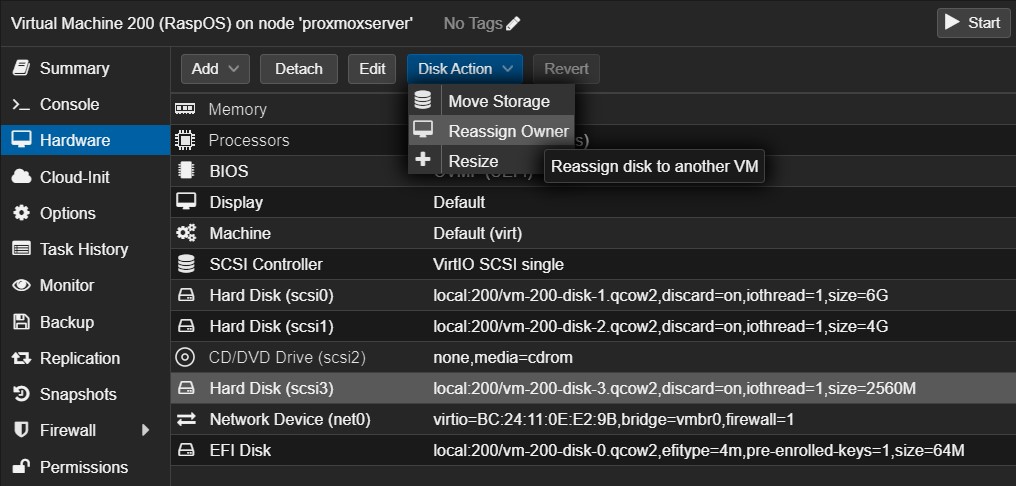 Virtual Machine 200 (RaspOS) on node 'proxmoxserver' No Tags Start
Summary
Console
Hardware
Cloud-Init
Options
Task History
Monitor
Backup
Replication
Snapshots
Firewall
Permissions
Add Detach Edit Disk Action Revert
Move Storage
Reassign Owner
Resize
Reassign disk to another VM
Memory
Processors s)
BIOS
Display Default
Machine Default (virt)
SCSI Controller VirtIO SCSI single
Hard Disk (scsi0) local:200/vm-200-disk-1.qcow2,discard=on,iothread=1,size=6G
Hard Disk (scsi1) local:200/vm-200-disk-2.qcow2,discard=on,iothread=1,size=4G
CD/DVD Drive (scsi2) none,media=cdrom
Hard Disk (scsi3) local:200/vm-200-disk-3.qcow2,discard=on,iothread=1,size=2560M
Network Device (net0) virtio=BC:24:11:0E:E2:9B,bridge=vmbr0,firewall=1
EFI Disk local:200/vm-200-disk-0.qcow2,efitype=4m,pre-enrolled-keys=1,size=64M